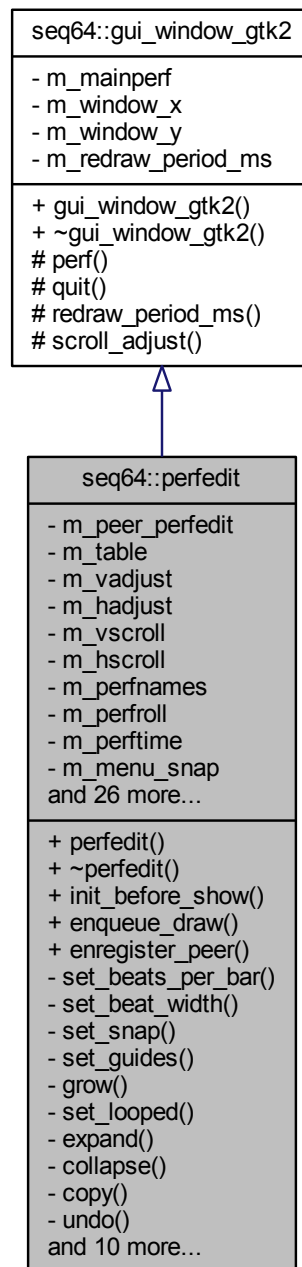 seq64::gui_window_gtk2
- m_mainperf
- m_window_x
- m_window_y
- m_redraw_period_ms
+ gui_window_gtk2()
+ ~gui_window_gtk2()
# perf()
# quit()
# redraw_period_ms()
# scroll_adjust()
seq64::perfedit
- m_peer_perfedit
- m_table
- m_vadjust
- m_hadjust
- m_vscroll
- m_hscroll
- m_perfnames
- m_perfroll
- m_perftime
- m_menu_snap
and 26 more...
+ perfedit()
+ ~perfedit()
+ init_before_show()
+ enqueue_draw()
+ enregister_peer()
- set_beats_per_bar()
- set_beat_width()
- set_snap()
- set_guides()
- grow()
- set_looped()
- expand()
- collapse()
- copy()
- undo()
and 10 more...